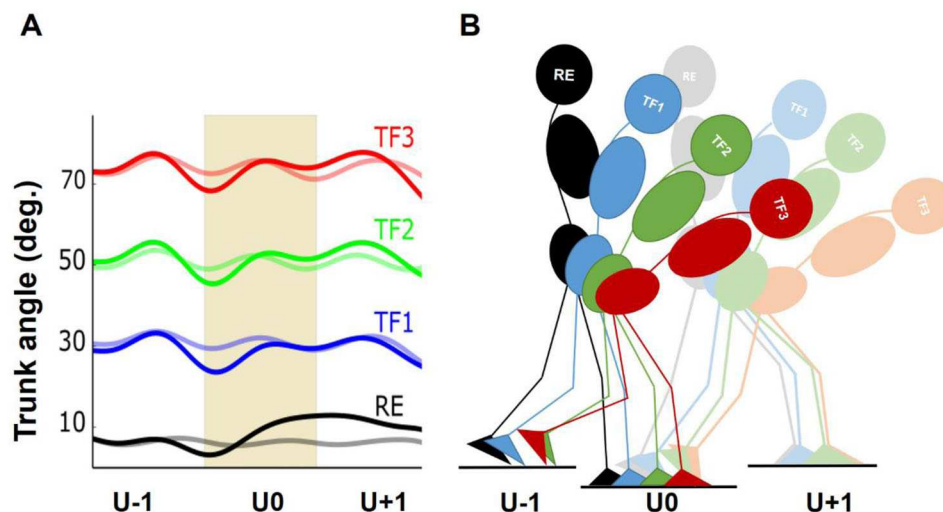 A
Trunk angle (deg.)
70
50
30
10
TF3
TF2
TF1
RE
U-1
U0
U+1
B
RE
TF1
TF2
TF3
RE
TF1
TF2
TF3
U-1
U0
U+1